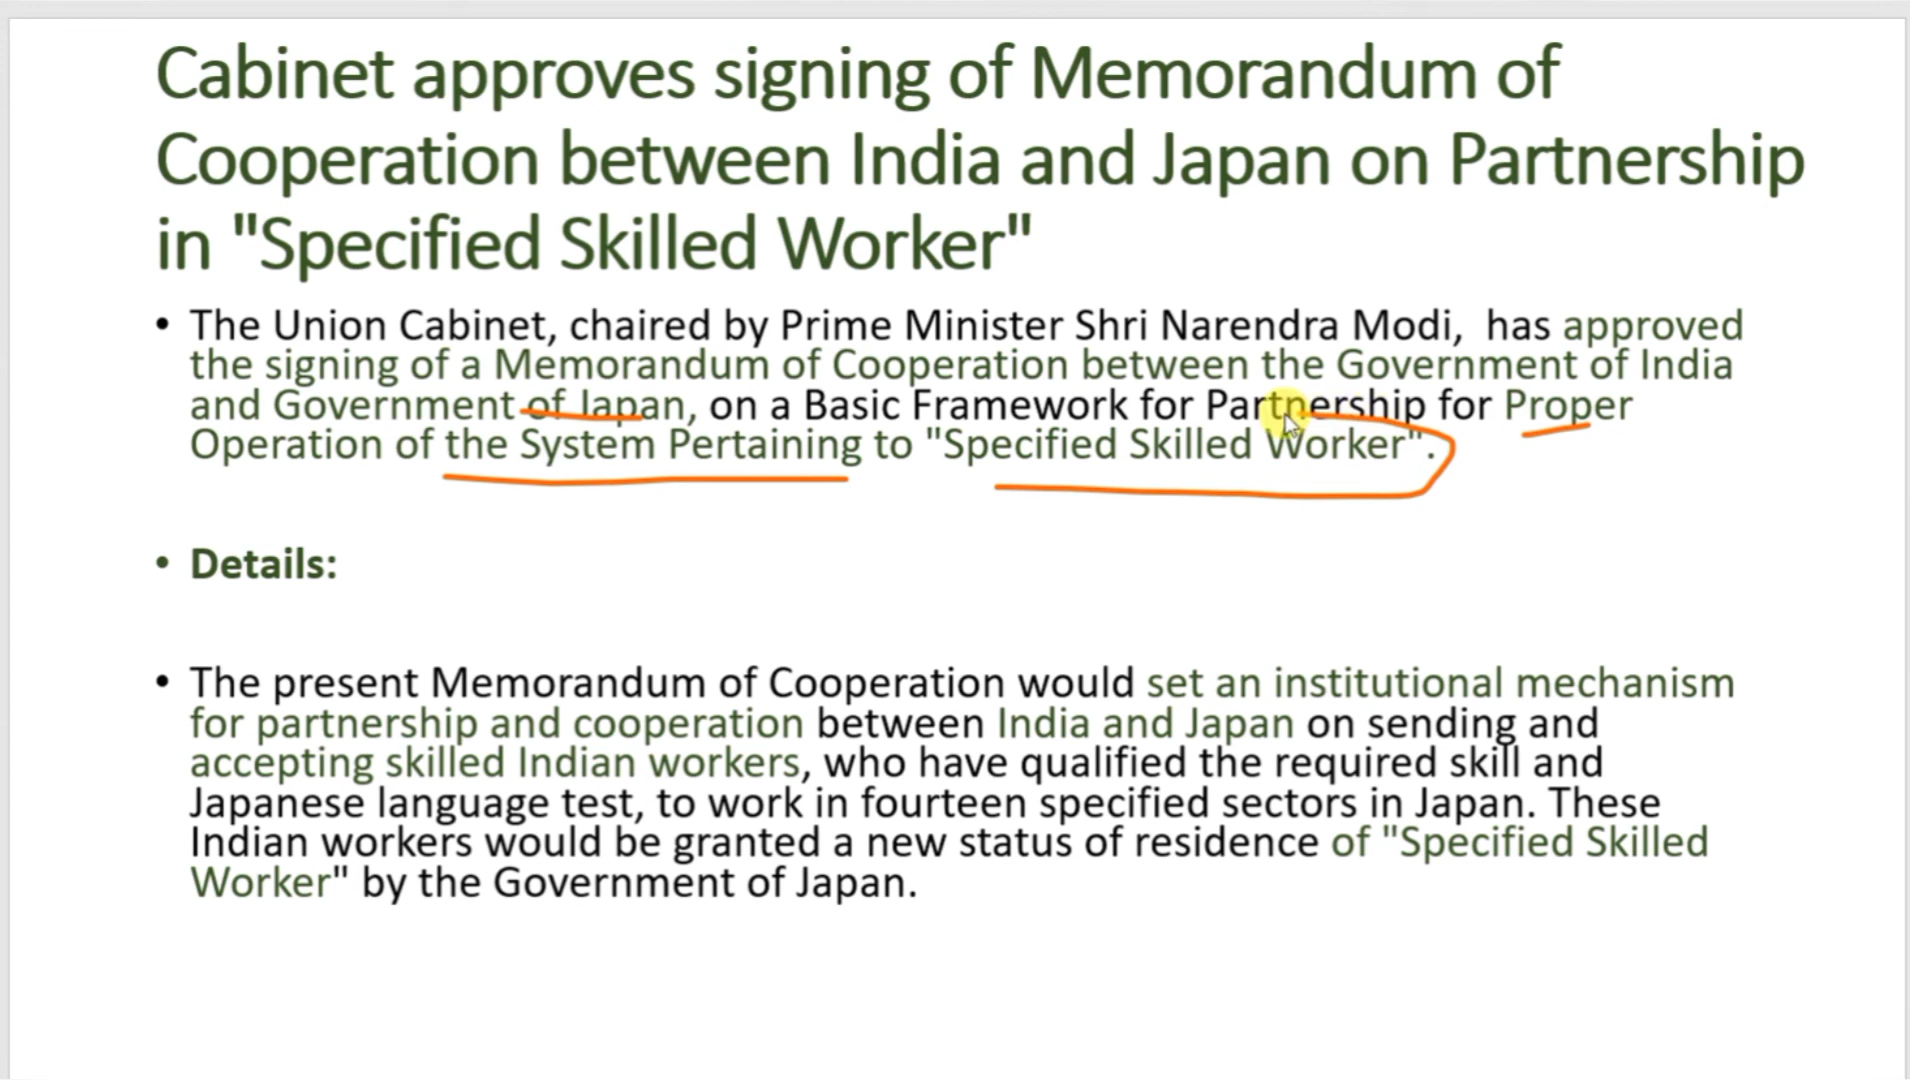 Cabinet approves signing of Memorandum of
Cooperation between India and Japan on Partnership
in "Specified Skilled Worker"
• The Union Cabinet, chaired by Prime Minister Shri Narendra Modi,  has approved
the signing of a Memorandum of Cooperation between the Government of India
and Government of Japan, on a Basic Framework for Partnership for Proper
Operation of the System Pertaining to "Specified Skilled Worker".
• Details:
• The present Memorandum of Cooperation would set an institutional mechanism
for partnership and cooperation between India and Japan on sending and
accepting skilled Indian workers, who have qualified the required skill and
Japanese language test, to work in fourteen specified sectors in Japan. These
Indian workers would be granted a new status of residence of "Specified Skilled
Worker" by the Government of Japan.